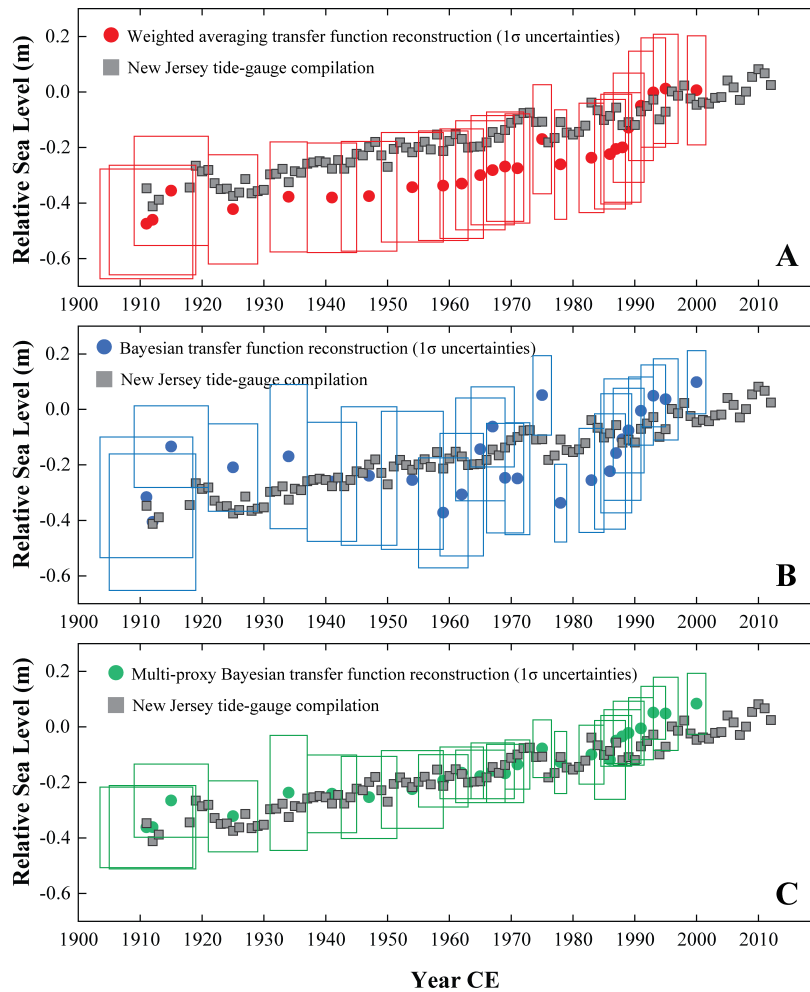 Relative Sea Level (m)
0.2
0.0
-0.2
-0.4
-0.6
Weighted averaging transfer function reconstruction (1σ uncertainties)
New Jersey tide-gauge compilation
A
1900 1910 1920 1930 1940 1950 1960 1970 1980 1990 2000 2010
Relative Sea Level (m)
0.2
0.0
-0.2
-0.4
-0.6
Bayesian transfer function reconstruction (1σ uncertainties)
New Jersey tide-gauge compilation
B
1900 1910 1920 1930 1940 1950 1960 1970 1980 1990 2000 2010
Relative Sea Level (m)
0.2
0.0
-0.2
-0.4
-0.6
Multi-proxy Bayesian transfer function reconstruction (1σ uncertainties)
New Jersey tide-gauge compilation
C
1900 1910 1920 1930 1940 1950 1960 1970 1980 1990 2000 2010
Year CE